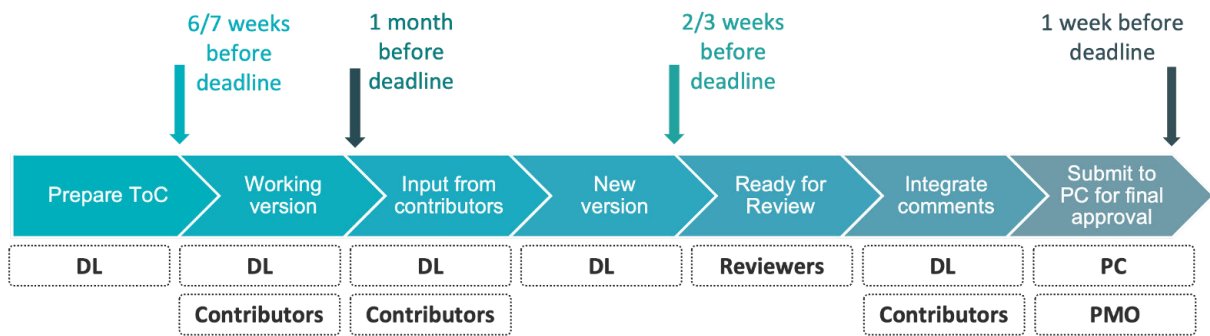 6/7 weeks
before
deadline
1 month
before
deadline
2/3 weeks
before
deadline
1 week before
deadline
Prepare ToC
Working
version
Input from
contributors
New
version
Ready for
Review
Integrate
comments
Submit to
PC for final
approval
DL
DL
DL
DL
Reviewers
DL
PC
Contributors
Contributors
Contributors
PMO